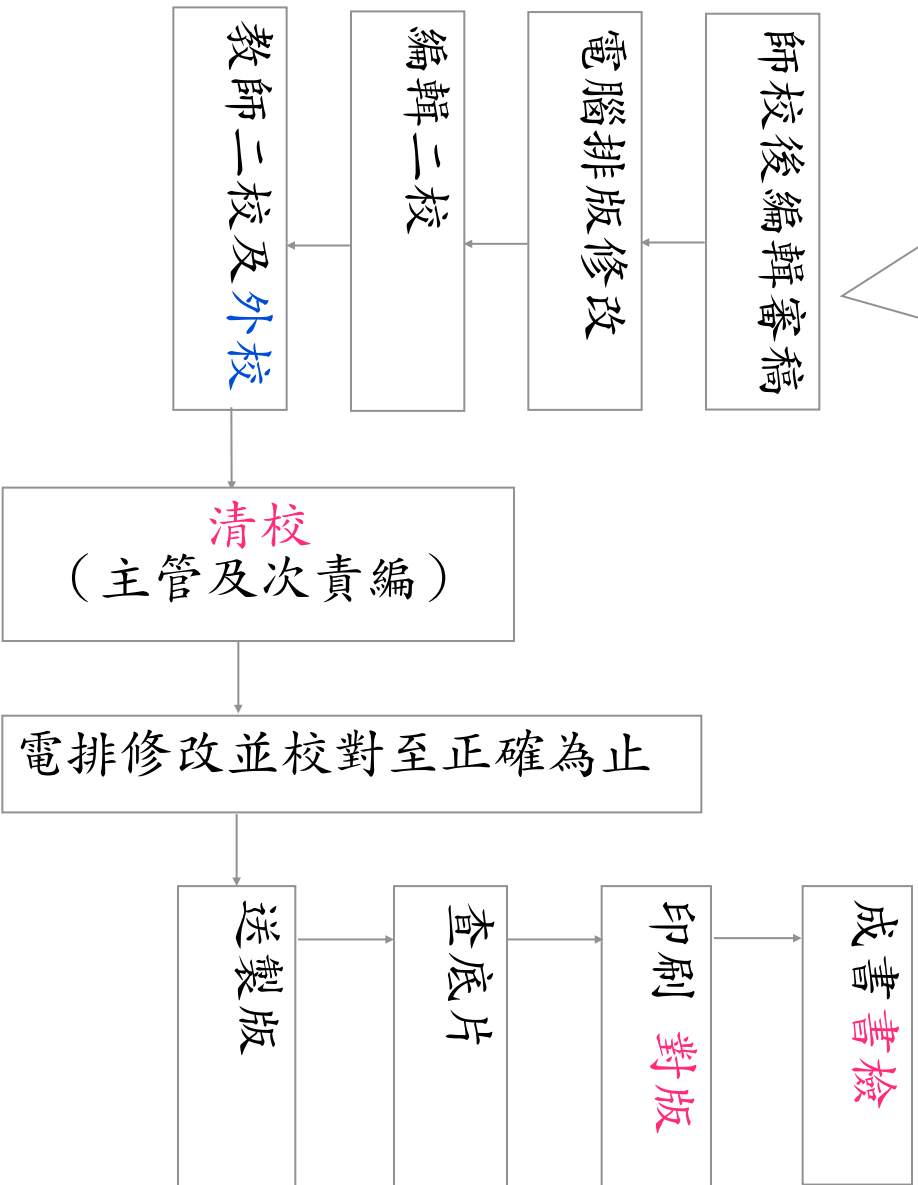 師校後編輯審稿
電腦排版修改
編輯二校
教師二校及外校
清校
（主管及次責編）
電排修改並校對至正確為止
送製版
查底片
印刷 對版
成書書檢